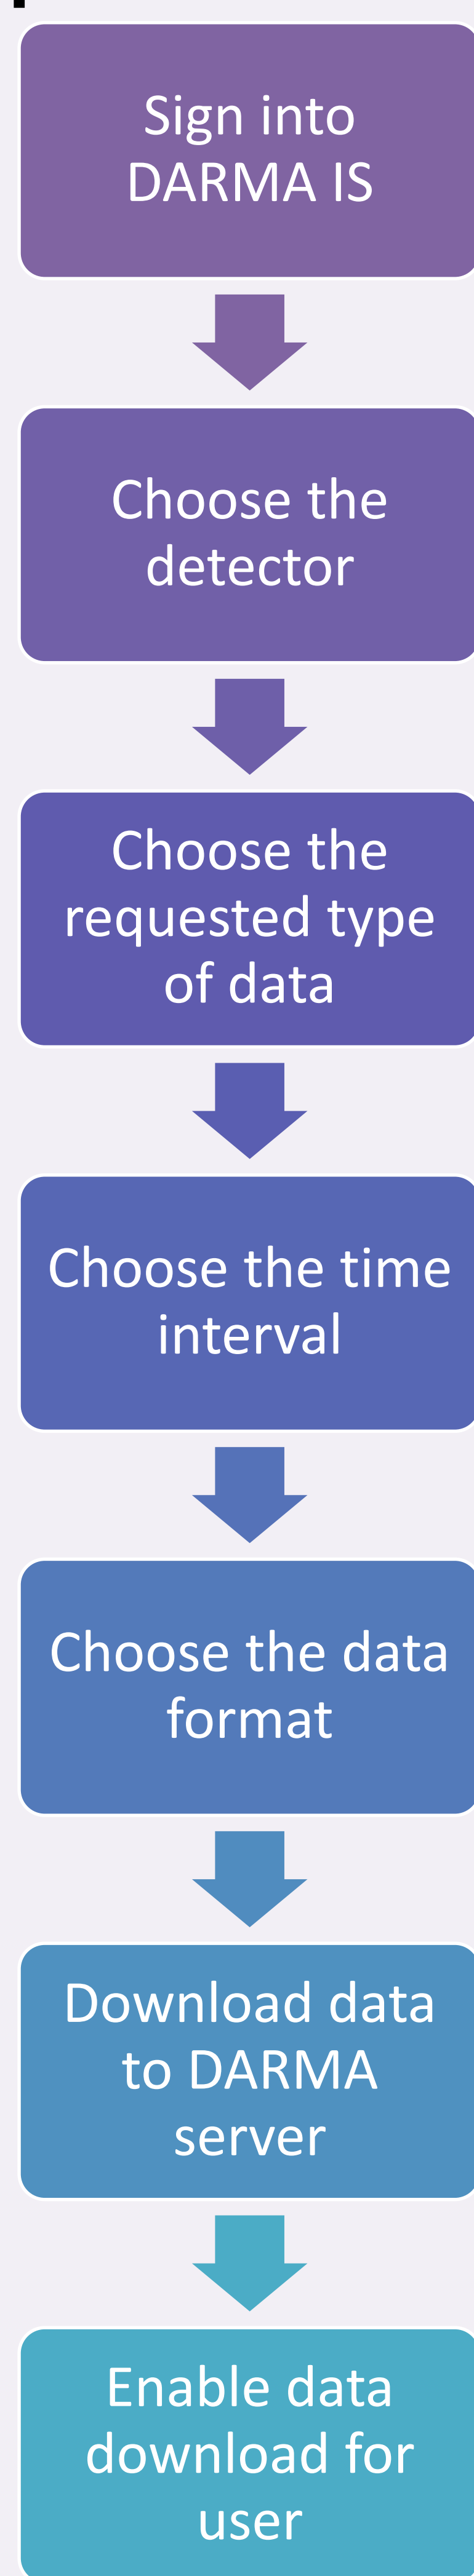 Sign into
DARMA IS
Choose the
detector
Choose the
requested type
of data
Choose the time
interval
Choose the data
format
Download data
to DARMA
server
Enable data
download for
user